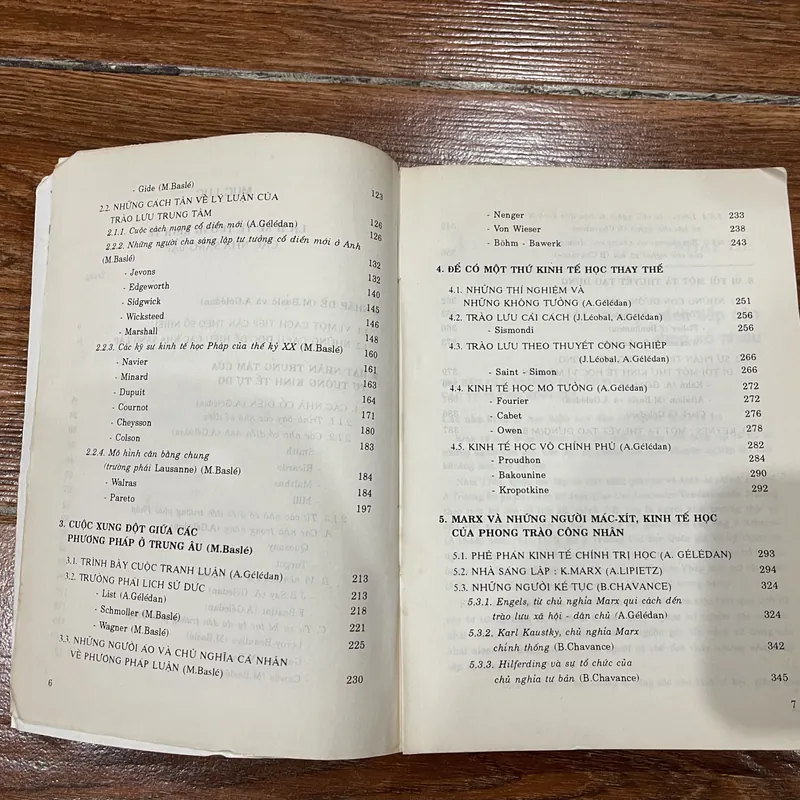 - Gide (M.Baslé) 123
2.2. NHỮNG CÁCH TÂN VỀ LÝ LUẬN CỦA
TRÀO LƯU TRUNG TÂM 126
2.1.1. Cuộc cách mạng cổ điển mới (A.Gélédan) 126
2.2.2. Những người cha sáng lập tư tưởng cổ điển mới ở Anh
(M.Baslé) 132
- Jevons 132
- Edgeworth 140
- Sidgwick 145
- Wicksteed 146
- Marshall 148
2.2.3. Các kỹ sư kinh tế học Pháp của thế kỷ XX (M.Baslé) 160
- Navier 161
- Minard 163
- Dupuit 164
- Cournot 171
- Cheysson 180
- Colson 183
2.2.4. Mô hình cân bằng chung
(trường phái Lausanne) (M.Baslé) 184
- Walras 184
- Pareto 197
3. CUỘC XUNG ĐỘT GIỮA CÁC
PHƯƠNG PHÁP Ở TRUNG ÂU (M.Baslé)
3.1. TRÌNH BÀY CUỘC TRANH LUẬN (A.Gélédan) 213
3.2. TRƯỜNG PHÁI LỊCH SỬ ĐỨC 213
- List (A.Gélédan) 218
- Schmoller (M.Baslé) 221
- Wagner (M.Baslé) 225
3.3. NHỮNG NGƯỜI ÁO VÀ CHỦ NGHĨA CÁ NHÂN
VỀ PHƯƠNG PHÁP LUẬN (M.Baslé) 230
6
- Nenger 233
- Von Wieser 238
- Böhm - Bawerk 243
4. ĐỂ CÓ MỘT THỨ KINH TẾ HỌC THAY THẾ
4.1. NHỮNG THÍ NGHIỆM VÀ
NHỮNG KHÔNG TƯỞNG (A.Gélédan) 251
4.2. TRÀO LƯU CẢI CÁCH (J.Léobal, A.Gélédan) 256
- Sismondi 256
4.3. TRÀO LƯU THEO THUYẾT CÔNG NGHIỆP
(J.Léobal, A.Gélédan) 266
- Saint - Simon 266
4.4. KINH TẾ HỌC MƠ TƯỞNG (A.Gélédan) 272
- Fourier 272
- Cabet 276
- Owen 278
4.5. KINH TẾ HỌC VÔ CHÍNH PHỦ (A.Gélédan)
- Proudhon 284
- Bakounine 290
- Kropotkine 292
5. MARX VÀ NHỮNG NGƯỜI MÁC-XÍT, KINH TẾ HỌC
CỦA PHONG TRÀO CÔNG NHÂN
5.1. PHÊ PHÁN KINH TẾ CHÍNH TRỊ HỌC (A. GÉLÉDAN) 293
5.2. NHÀ SÁNG LẬP : K.MARX (A.LIPIETZ) 294
5.3. NHỮNG NGƯỜI KẾ TỤC (B.CHAVANCE) 324
5.3.1. Engels, từ chủ nghĩa Marx qui cách đến
trào lưu xã hội - dân chủ (A.Gélédan) 324
5.3.2. Karl Kaustky, chủ nghĩa Marx
chính thống (B.Chavance) 342
5.3.3. Hilferding và sự tổ chức của
chủ nghĩa tư bản (B.Chavance) 345
7